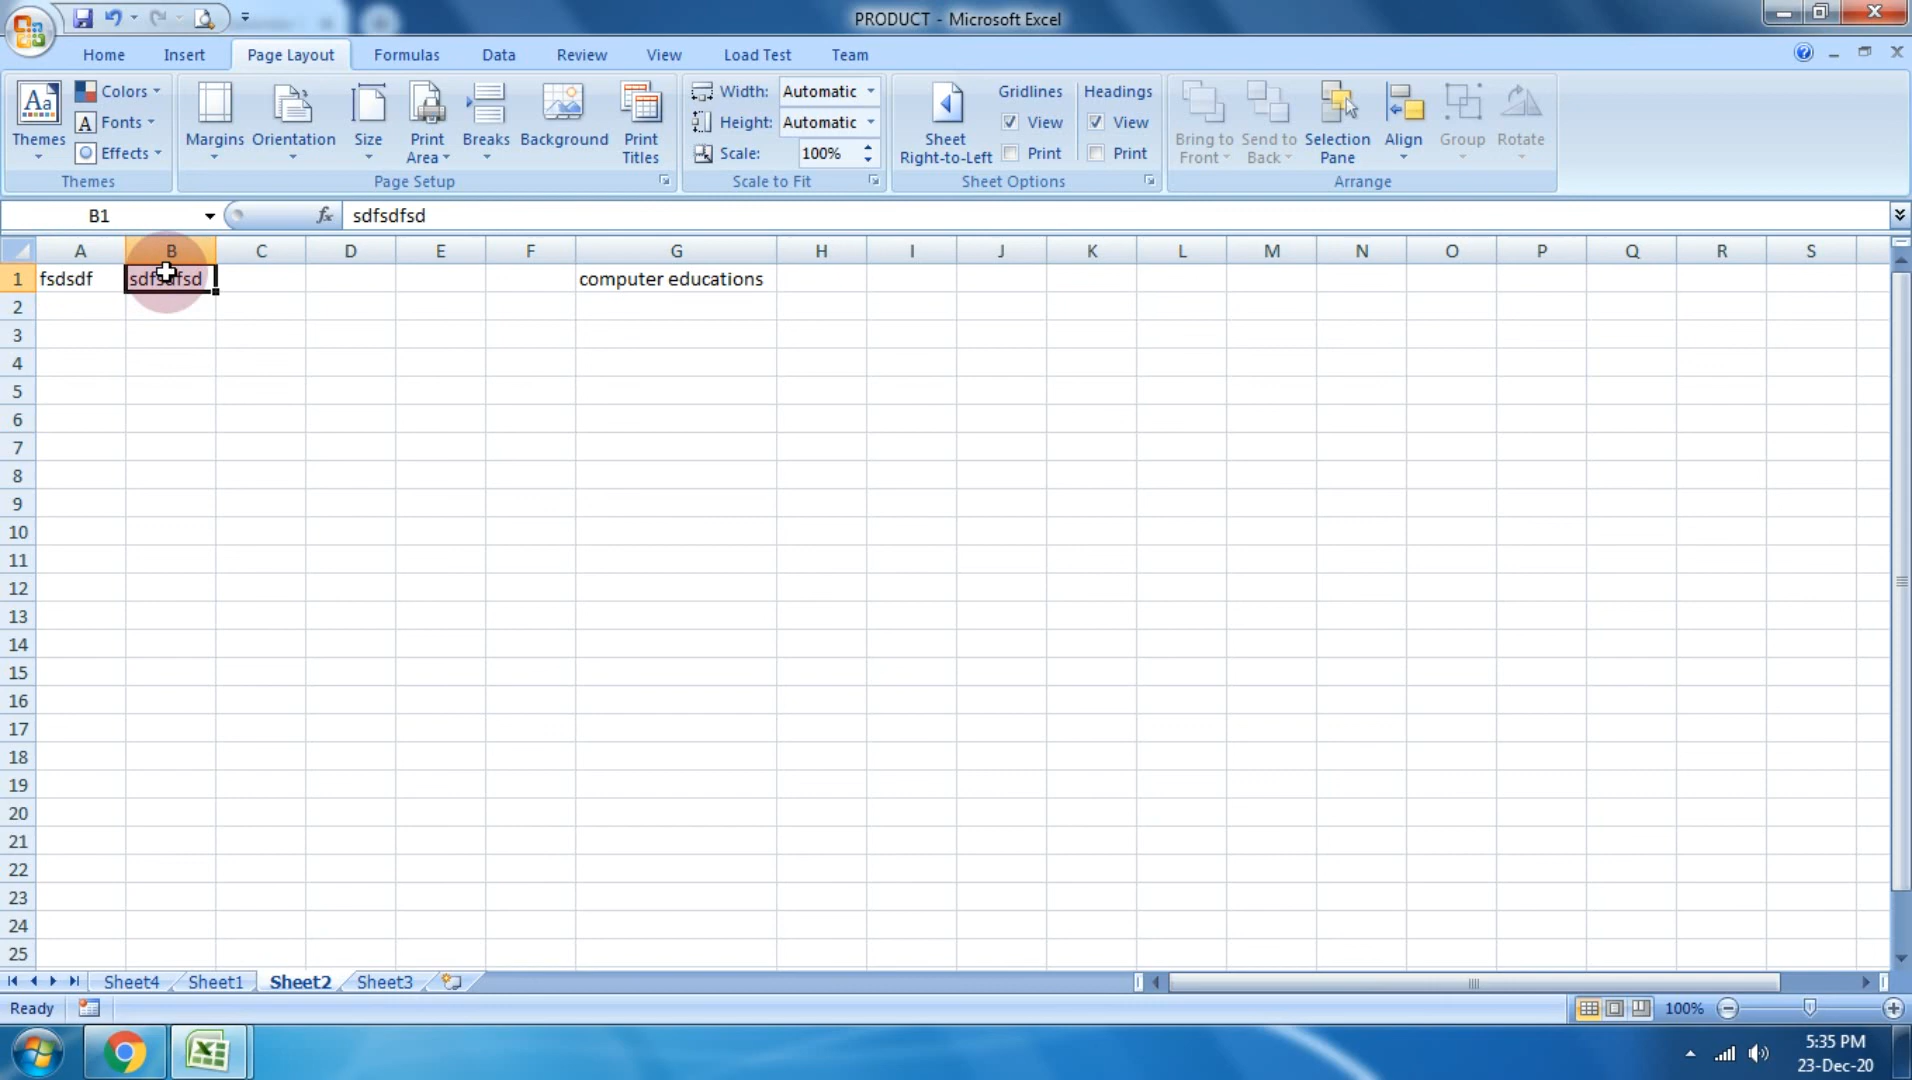 PRODUCT - Microsoft Excel
Home Insert Page Layout Formulas Data Review View Load Test Team
Aa Themes
Colors
A Fonts
Effects
Themes
Margins Orientation Size Print Area Breaks Background Print Titles
Page Setup
Width: Automatic
Height: Automatic
Scale: 100%
Scale to Fit
Sheet Right-to-Left
Gridlines
View
Print
Headings
View
Print
Sheet Options
Bring to Front Send to Back Selection Pane Align Group Rotate
Arrange
B1 fx sdfsdfsd
A B C D E F G H I J K L M N O P Q R S
1 fsdsdf sdfsdfsd computer educations
2
3
4
5
6
7
8
9
10
11
12
13
14
15
16
17
18
19
20
21
22
23
24
25
Sheet4 Sheet1 Sheet2 Sheet3
Ready 100%
5:35 PM
23-Dec-20